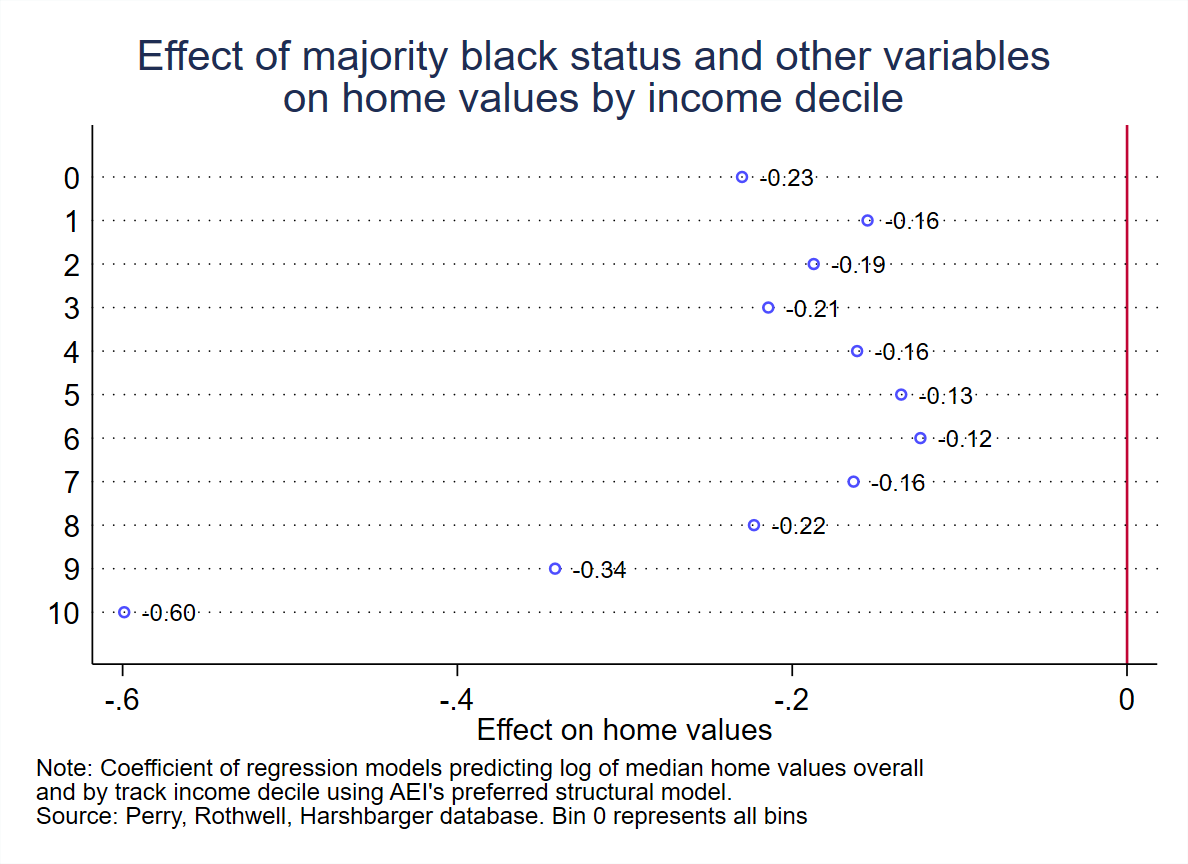 Effect of majority black status and other variables
on home values by income decile
0 -0.23
1 -0.16
2 -0.19
3 -0.21
4 -0.16
5 -0.13
6 -0.12
7 -0.16
8 -0.22
9 -0.34
10 -0.60
-.6 -.4 -.2 0
Effect on home values
Note: Coefficient of regression models predicting log of median home values overall
and by track income decile using AEI's preferred structural model.
Source: Perry, Rothwell, Harshbarger database. Bin 0 represents all bins